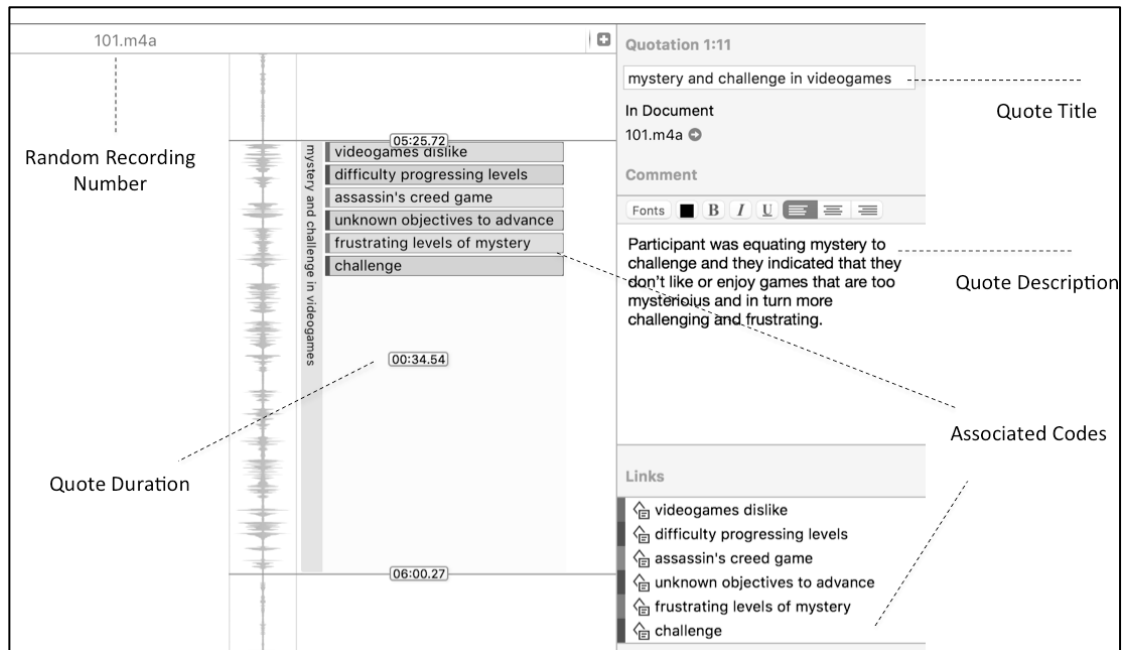 101.m4a
Random Recording
Number
05:25.72
mystery and challenge in videogames
videogames dislike
difficulty progressing levels
assassin's creed game
unknown objectives to advance
frustrating levels of mystery
challenge
00:34.54
Quote Duration
06:00.27
Quotation 1:11
mystery and challenge in videogames
Quote Title
In Document
101.m4a
Comment
Fonts B I U
Participant was equating mystery to
challenge and they indicated that they
don't like or enjoy games that are too
mysterioius and in turn more
challenging and frustrating.
Quote Description
Associated Codes
Links
videogames dislike
difficulty progressing levels
assassin's creed game
unknown objectives to advance
frustrating levels of mystery
challenge